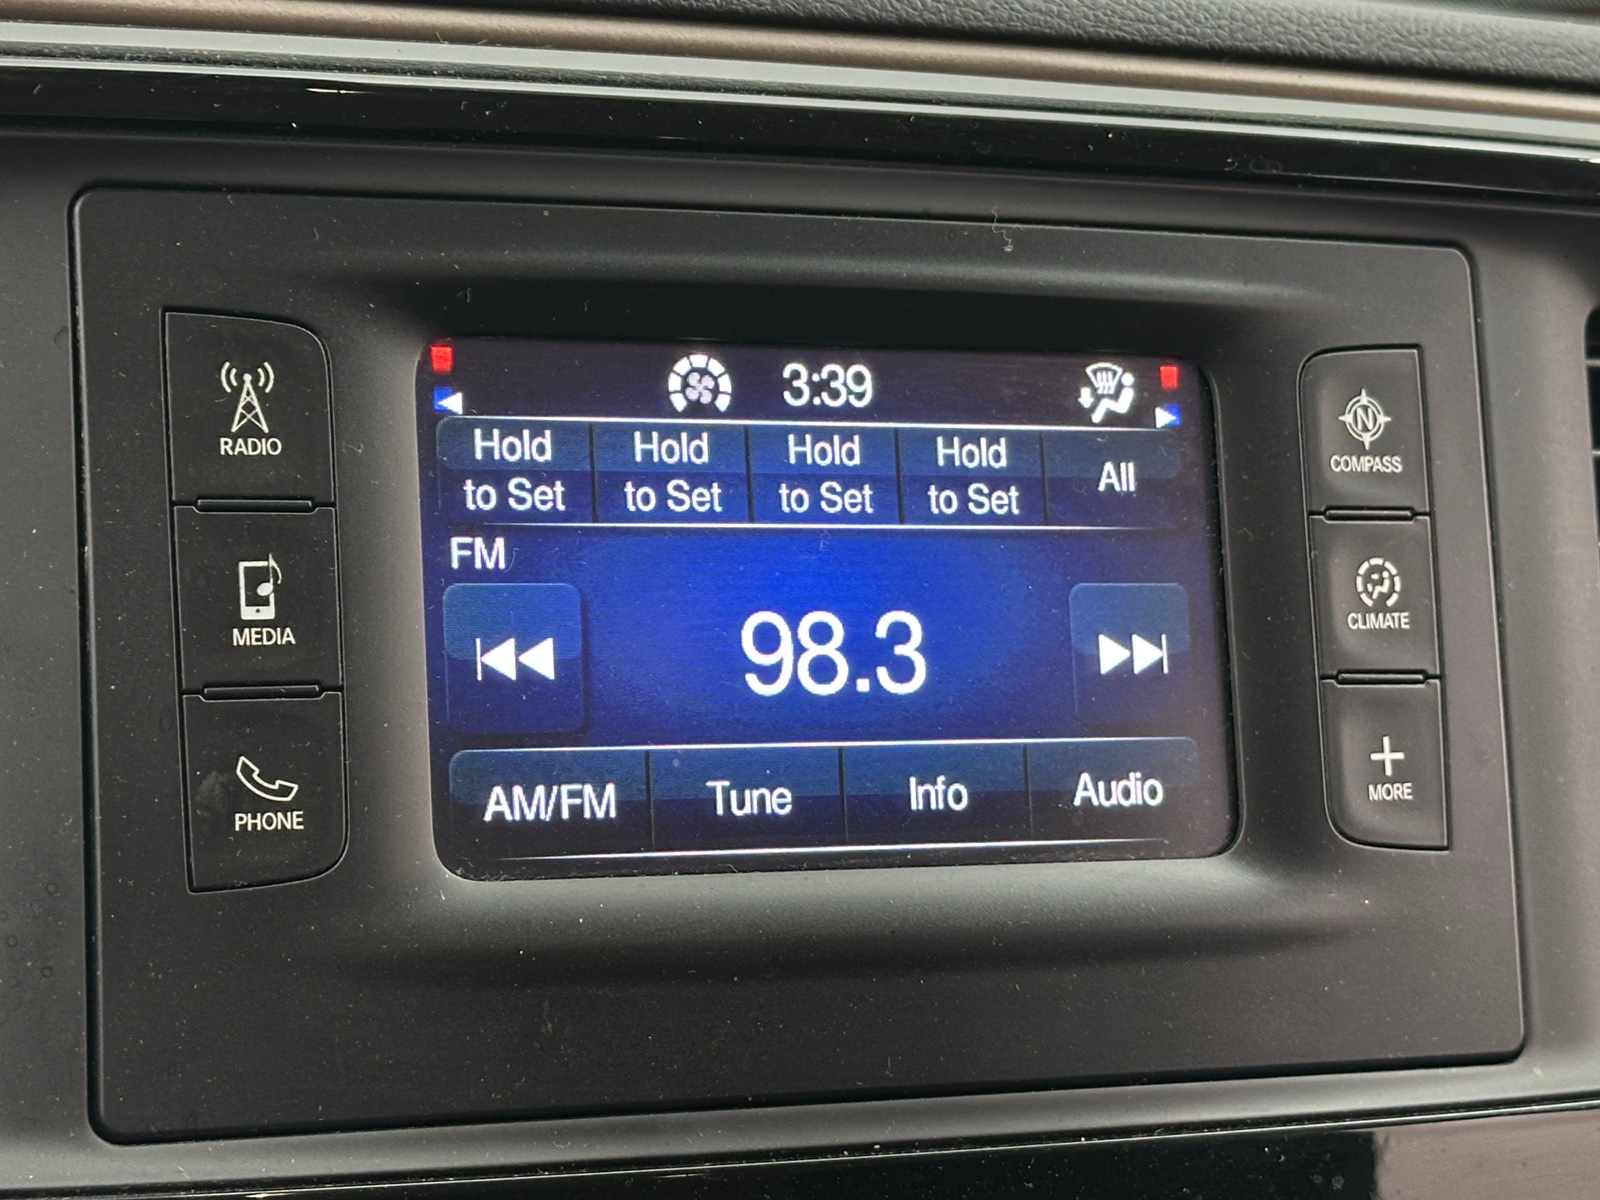 3:39
Hold to Set
Hold to Set
Hold to Set
Hold to Set
All
FM
98.3
AM/FM
Tune
Info
Audio
RADIO
MEDIA
PHONE
N
COMPASS
CLIMATE
+
MORE